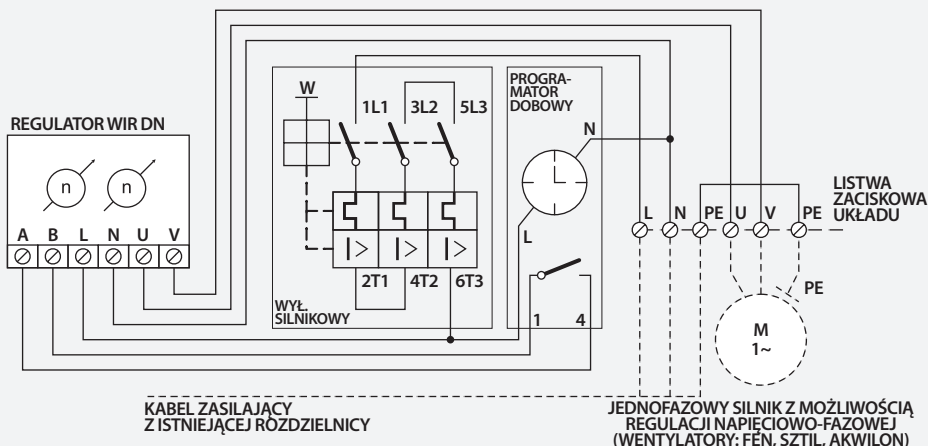 REGULATOR WIR DN
n n
A B L N U V
W
1L1 3L2 5L3
I> I> I>
2T1 4T2 6T3
WYŁ.
SILNIKOWY
PROGRA-
MATOR
DOBOWY
N
L
1 4
L N PE U V PE
LISTWA
ZACISKOWA
UKŁADU
PE
M
1~
KABEL ZASILAJĄCY
Z ISTNIEJĄCEJ ROZDZIELNICY
JEDNOFAZOWY SILNIK Z MOŻLIWOŚCIĄ
REGULACJI NAPIĘCIOWO-FAZOWEJ
(WENTYLATORY: FEN, SZTIL, AKWILON)